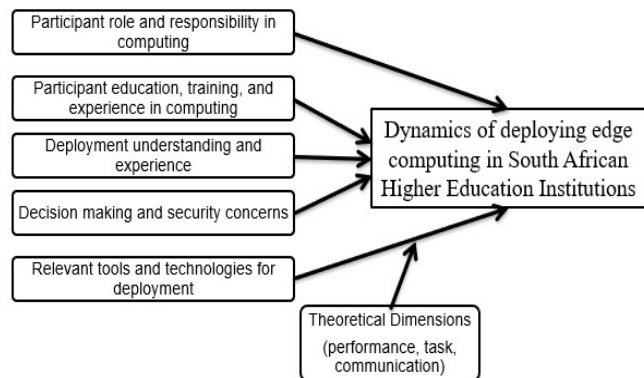 Participant role and responsibility in
computing
Participant education, training, and
experience in computing
Deployment understanding and
experience
Decision making and security concerns
Relevant tools and technologies for
deployment
Dynamics of deploying edge
computing in South African
Higher Education Institutions
Theoretical Dimensions
(performance, task,
communication)